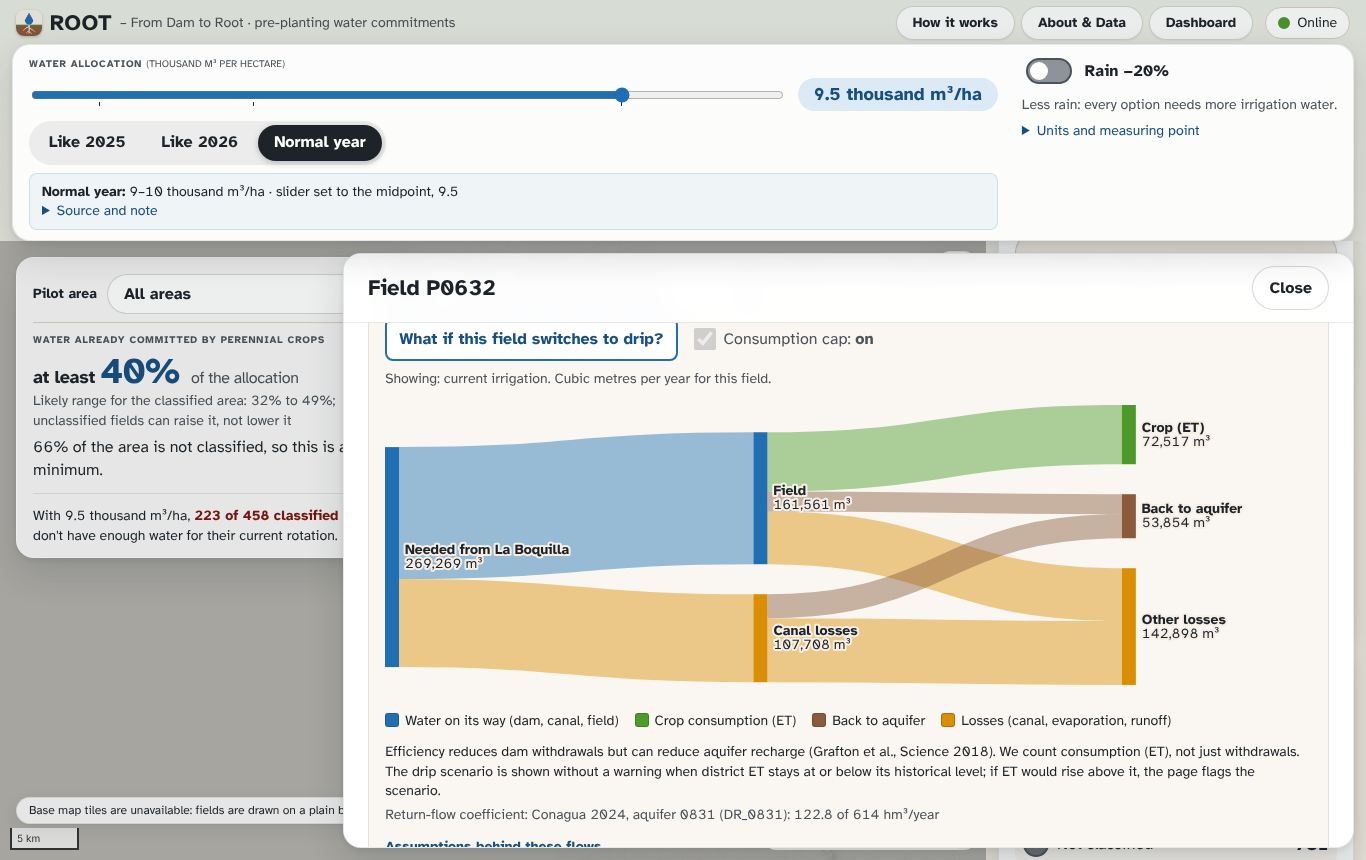 ROOT – From Dam to Root · pre-planting water commitments
How it works
About & Data
Dashboard
Online
WATER ALLOCATION (THOUSAND M³ PER HECTARE)
9.5 thousand m³/ha
Like 2025
Like 2026
Normal year
Normal year: 9–10 thousand m³/ha · slider set to the midpoint, 9.5
Source and note
Rain −20%
Less rain: every option needs more irrigation water.
Units and measuring point
Pilot area
All areas
WATER ALREADY COMMITTED BY PERENNIAL CROPS
at least 40% of the allocation
Likely range for the classified area: 32% to 49%;
unclassified fields can raise it, not lower it
66% of the area is not classified, so this is a
minimum.
With 9.5 thousand m³/ha, 223 of 458 classified
don't have enough water for their current rotation.
Base map tiles are unavailable: fields are drawn on a plain
5 km
Field P0632
Close
What if this field switches to drip?
Consumption cap: on
Showing: current irrigation. Cubic metres per year for this field.
Needed from La Boquilla
269,269 m³
Field
161,561 m³
Canal losses
107,708 m³
Crop (ET)
72,517 m³
Back to aquifer
53,854 m³
Other losses
142,898 m³
Water on its way (dam, canal, field)
Crop consumption (ET)
Back to aquifer
Losses (canal, evaporation, runoff)
Efficiency reduces dam withdrawals but can reduce aquifer recharge (Grafton et al., Science 2018). We count consumption (ET), not just withdrawals.
The drip scenario is shown without a warning when district ET stays at or below its historical level; if ET would rise above it, the page flags the
scenario.
Return-flow coefficient: Conagua 2024, aquifer 0831 (DR_0831): 122.8 of 614 hm³/year
Assumptions behind these flows